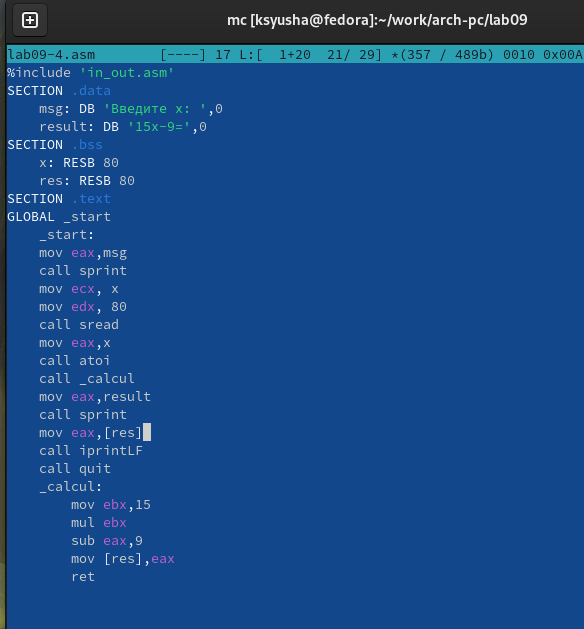 mc [ksyusha@fedora]:~/work/arch-pc/lab09
lab09-4.asm [----] 17 L:[ 1+20 21/ 29] *(357 / 489b) 0010 0x00A
%include 'in_out.asm'
SECTION .data
msg: DB 'Введите x: ',0
result: DB '15x-9=',0
SECTION .bss
x: RESB 80
res: RESB 80
SECTION .text
GLOBAL _start
_start:
mov eax,msg
call sprint
mov ecx, x
mov edx, 80
call sread
mov eax,x
call atoi
call _calcul
mov eax,result
call sprint
mov eax,[res]
call iprintLF
call quit
_calcul:
mov ebx,15
mul ebx
sub eax,9
mov [res],eax
ret